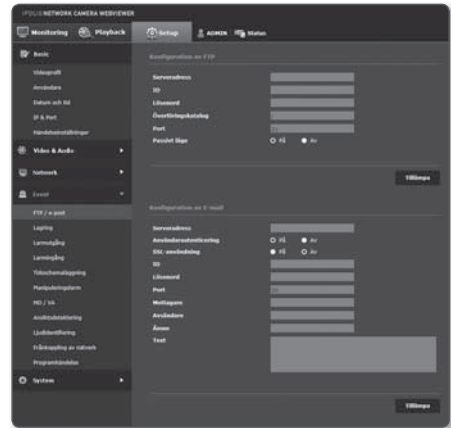 iPOLiS NETWORK CAMERA WEBVIEWER
Monitoring Playback Setup ADMIN Status
Basic
Videoprofil
Användare
Datum och tid
IP & Port
Händelseinställningar
Video & Audio
Network
Event
FTP / e-post
Lagring
Larmutgång
Larmingång
Tidsschemaläggning
Manipuleringslarm
MD / VA
Ansiktsdetektering
Ljudidentifiering
Frånkoppling av nätverk
Programhändelse
System
Konfiguration av FTP
Serveradress
ID
Lösenord
Överföringskatalog
Port
Passivt läge På Av
Tillämpa
Konfiguration av E-mail
Serveradress
Användarautenticering På Av
SSL-användning På Av
ID
Lösenord
Port
Mottagare
Avsändare
Ämne
Text
Tillämpa